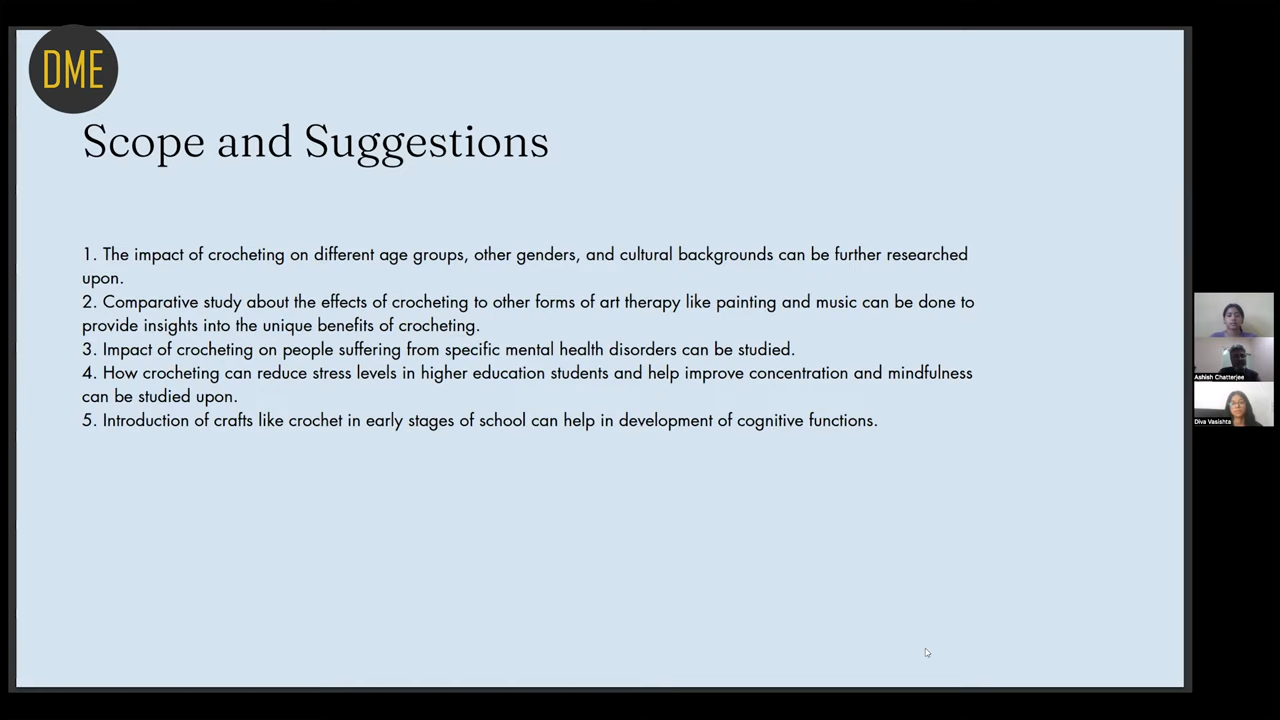 DME
Scope and Suggestions
1. The impact of crocheting on different age groups, other genders, and cultural backgrounds can be further researched
upon.
2. Comparative study about the effects of crocheting to other forms of art therapy like painting and music can be done to
provide insights into the unique benefits of crocheting.
3. Impact of crocheting on people suffering from specific mental health disorders can be studied.
4. How crocheting can reduce stress levels in higher education students and help improve concentration and mindfulness
can be studied upon.
5. Introduction of crafts like crochet in early stages of school can help in development of cognitive functions.
Ashish Chatterjee
Diva Vasishta